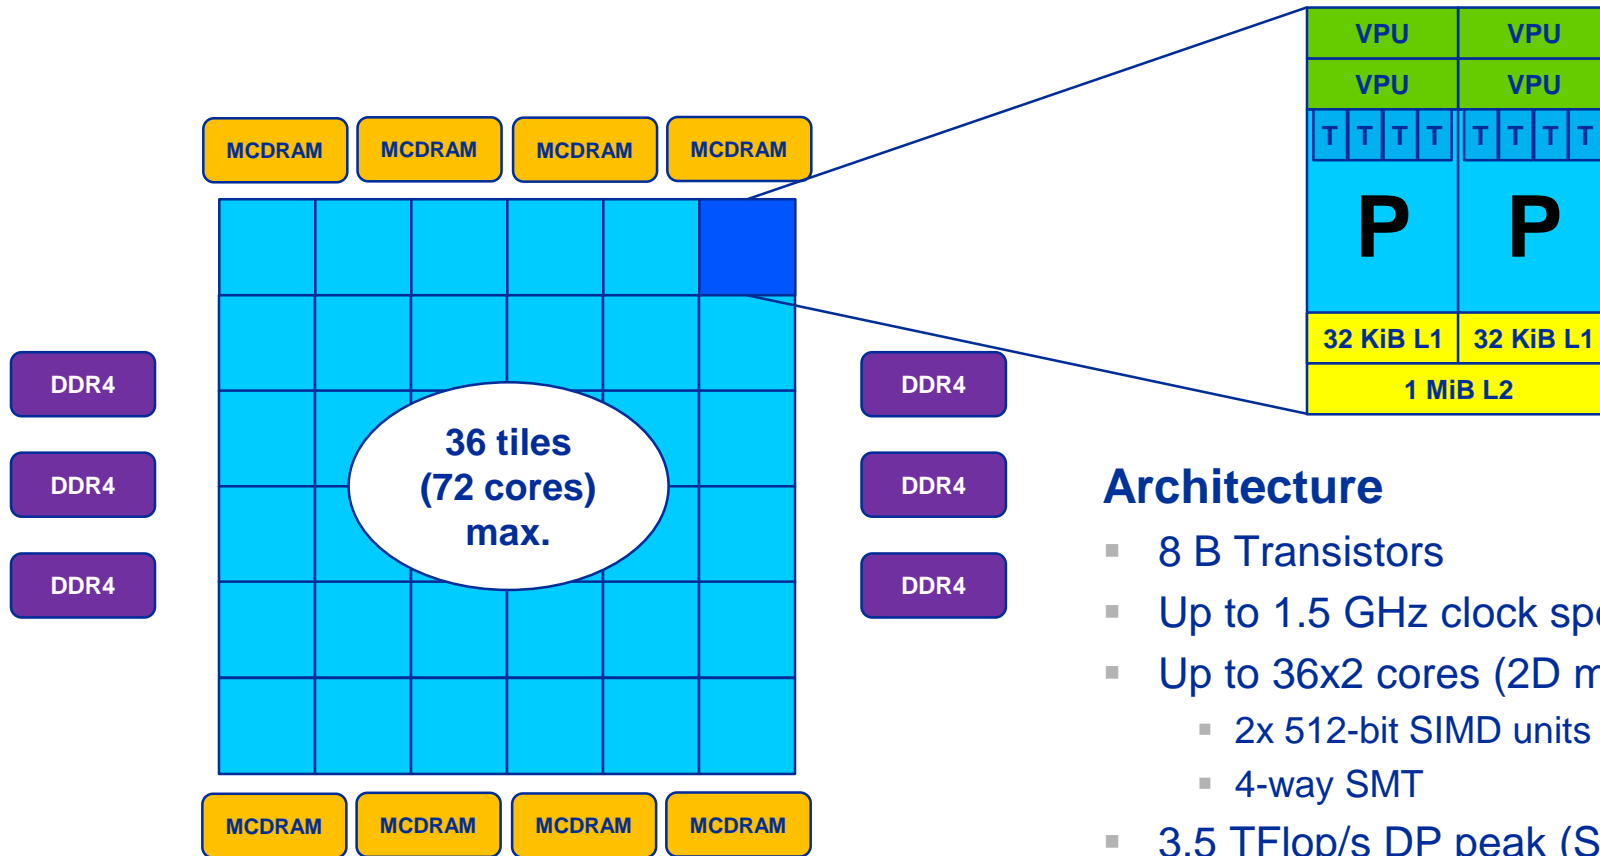 VPU VPU
VPU VPU
T T T T T T T T
P P
32 KiB L1 32 KiB L1
1 MiB L2
MCDRAM MCDRAM MCDRAM MCDRAM
DDR4 DDR4
DDR4 DDR4
DDR4 DDR4
36 tiles
(72 cores)
max.
MCDRAM MCDRAM MCDRAM MCDRAM
Architecture
8 B Transistors
Up to 1.5 GHz clock
Up to 36x2 cores (2D
2x 512-bit SIMD units
4-way SMT
3.5 TFlop/s DP peak